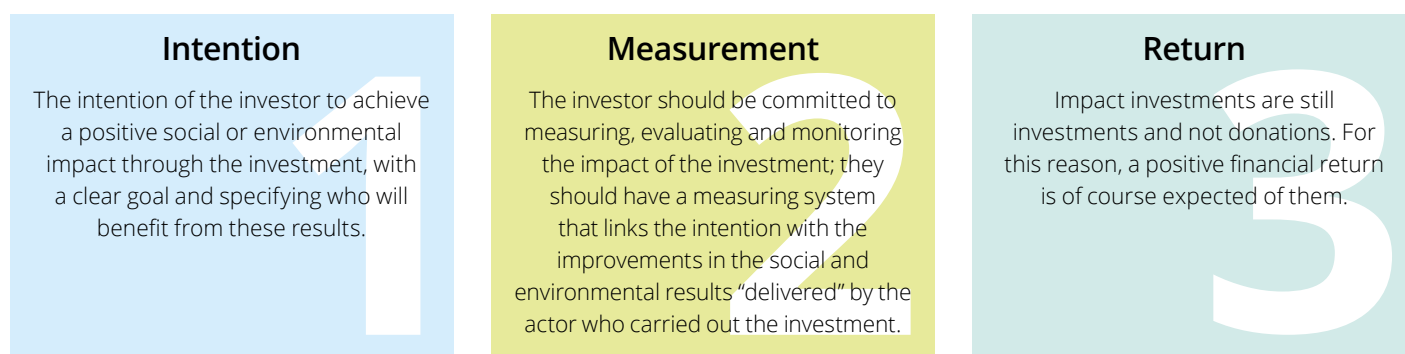 Intention
The intention of the investor to achieve
a positive social or environmental
impact through the investment, with
a clear goal and specifying who will
benefit from these results.
1
Measurement
The investor should be committed to
measuring, evaluating and monitoring
the impact of the investment; they
should have a measuring system
that links the intention with the
improvements in the social and
environmental results “delivered” by the
actor who carried out the investment.
2
Return
Impact investments are still
investments and not donations. For
this reason, a positive financial return
is of course expected of them.
3